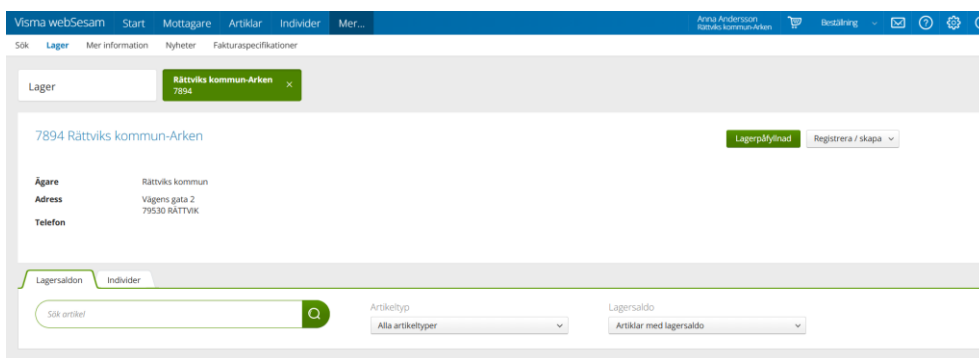 Visma webSesam Start Mottagare Artiklar Individer Mer... Anna Andersson Beställning
Rättviks kommun-Arken
Sök Lager Mer information Nyheter Fakturaspecifikationer
Lager
Rättviks kommun-Arken
7894
7894 Rättviks kommun-Arken
Lagerpåfyllnad Registrera / skapa
Ägare Rättviks kommun
Adress Vägens gata 2
79530 RÄTTVIK
Telefon
Lagersaldon Individer
Artikeltyp Lagersaldo
Sök artikel
Alla artikeltyper Artiklar med lagersaldo